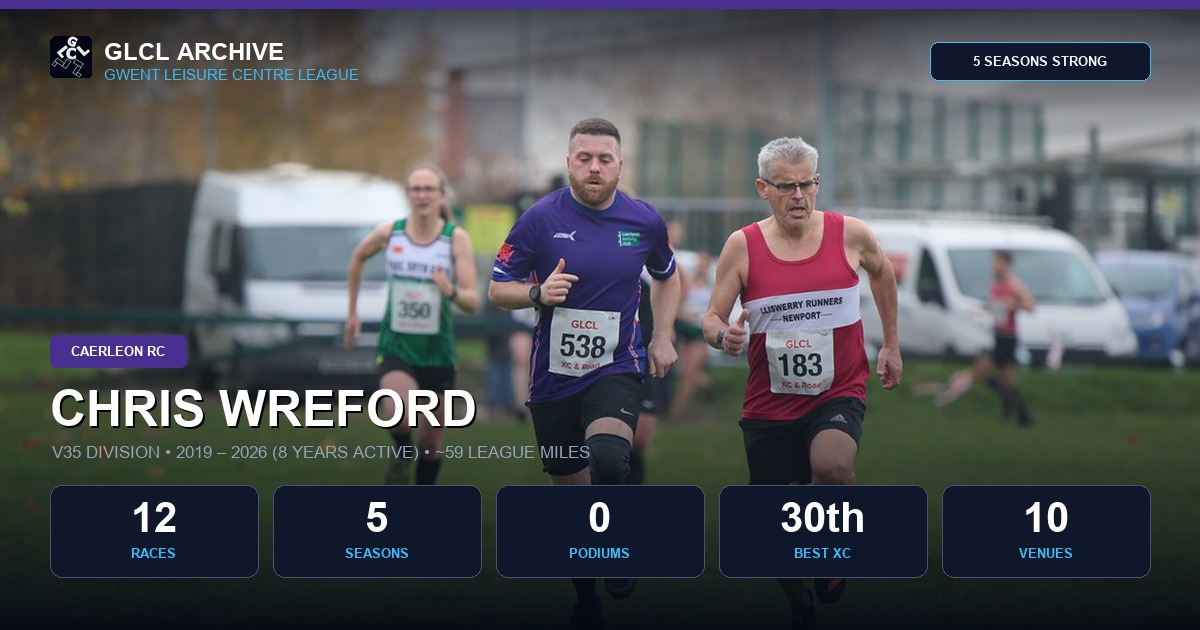 GLCL ARCHIVE
GWENT LEISURE CENTRE LEAGUE
5 SEASONS STRONG
350
GLCL
538
XC & Road
LLISWERRY RUNNERS
NEWPORT
GLCL
183
XC & Road
CAERLEON RC
CHRIS WREFORD
V35 DIVISION • 2019 – 2026 (8 YEARS ACTIVE) • ~59 LEAGUE MILES
12
RACES
5
SEASONS
0
PODIUMS
30th
BEST XC
10
VENUES